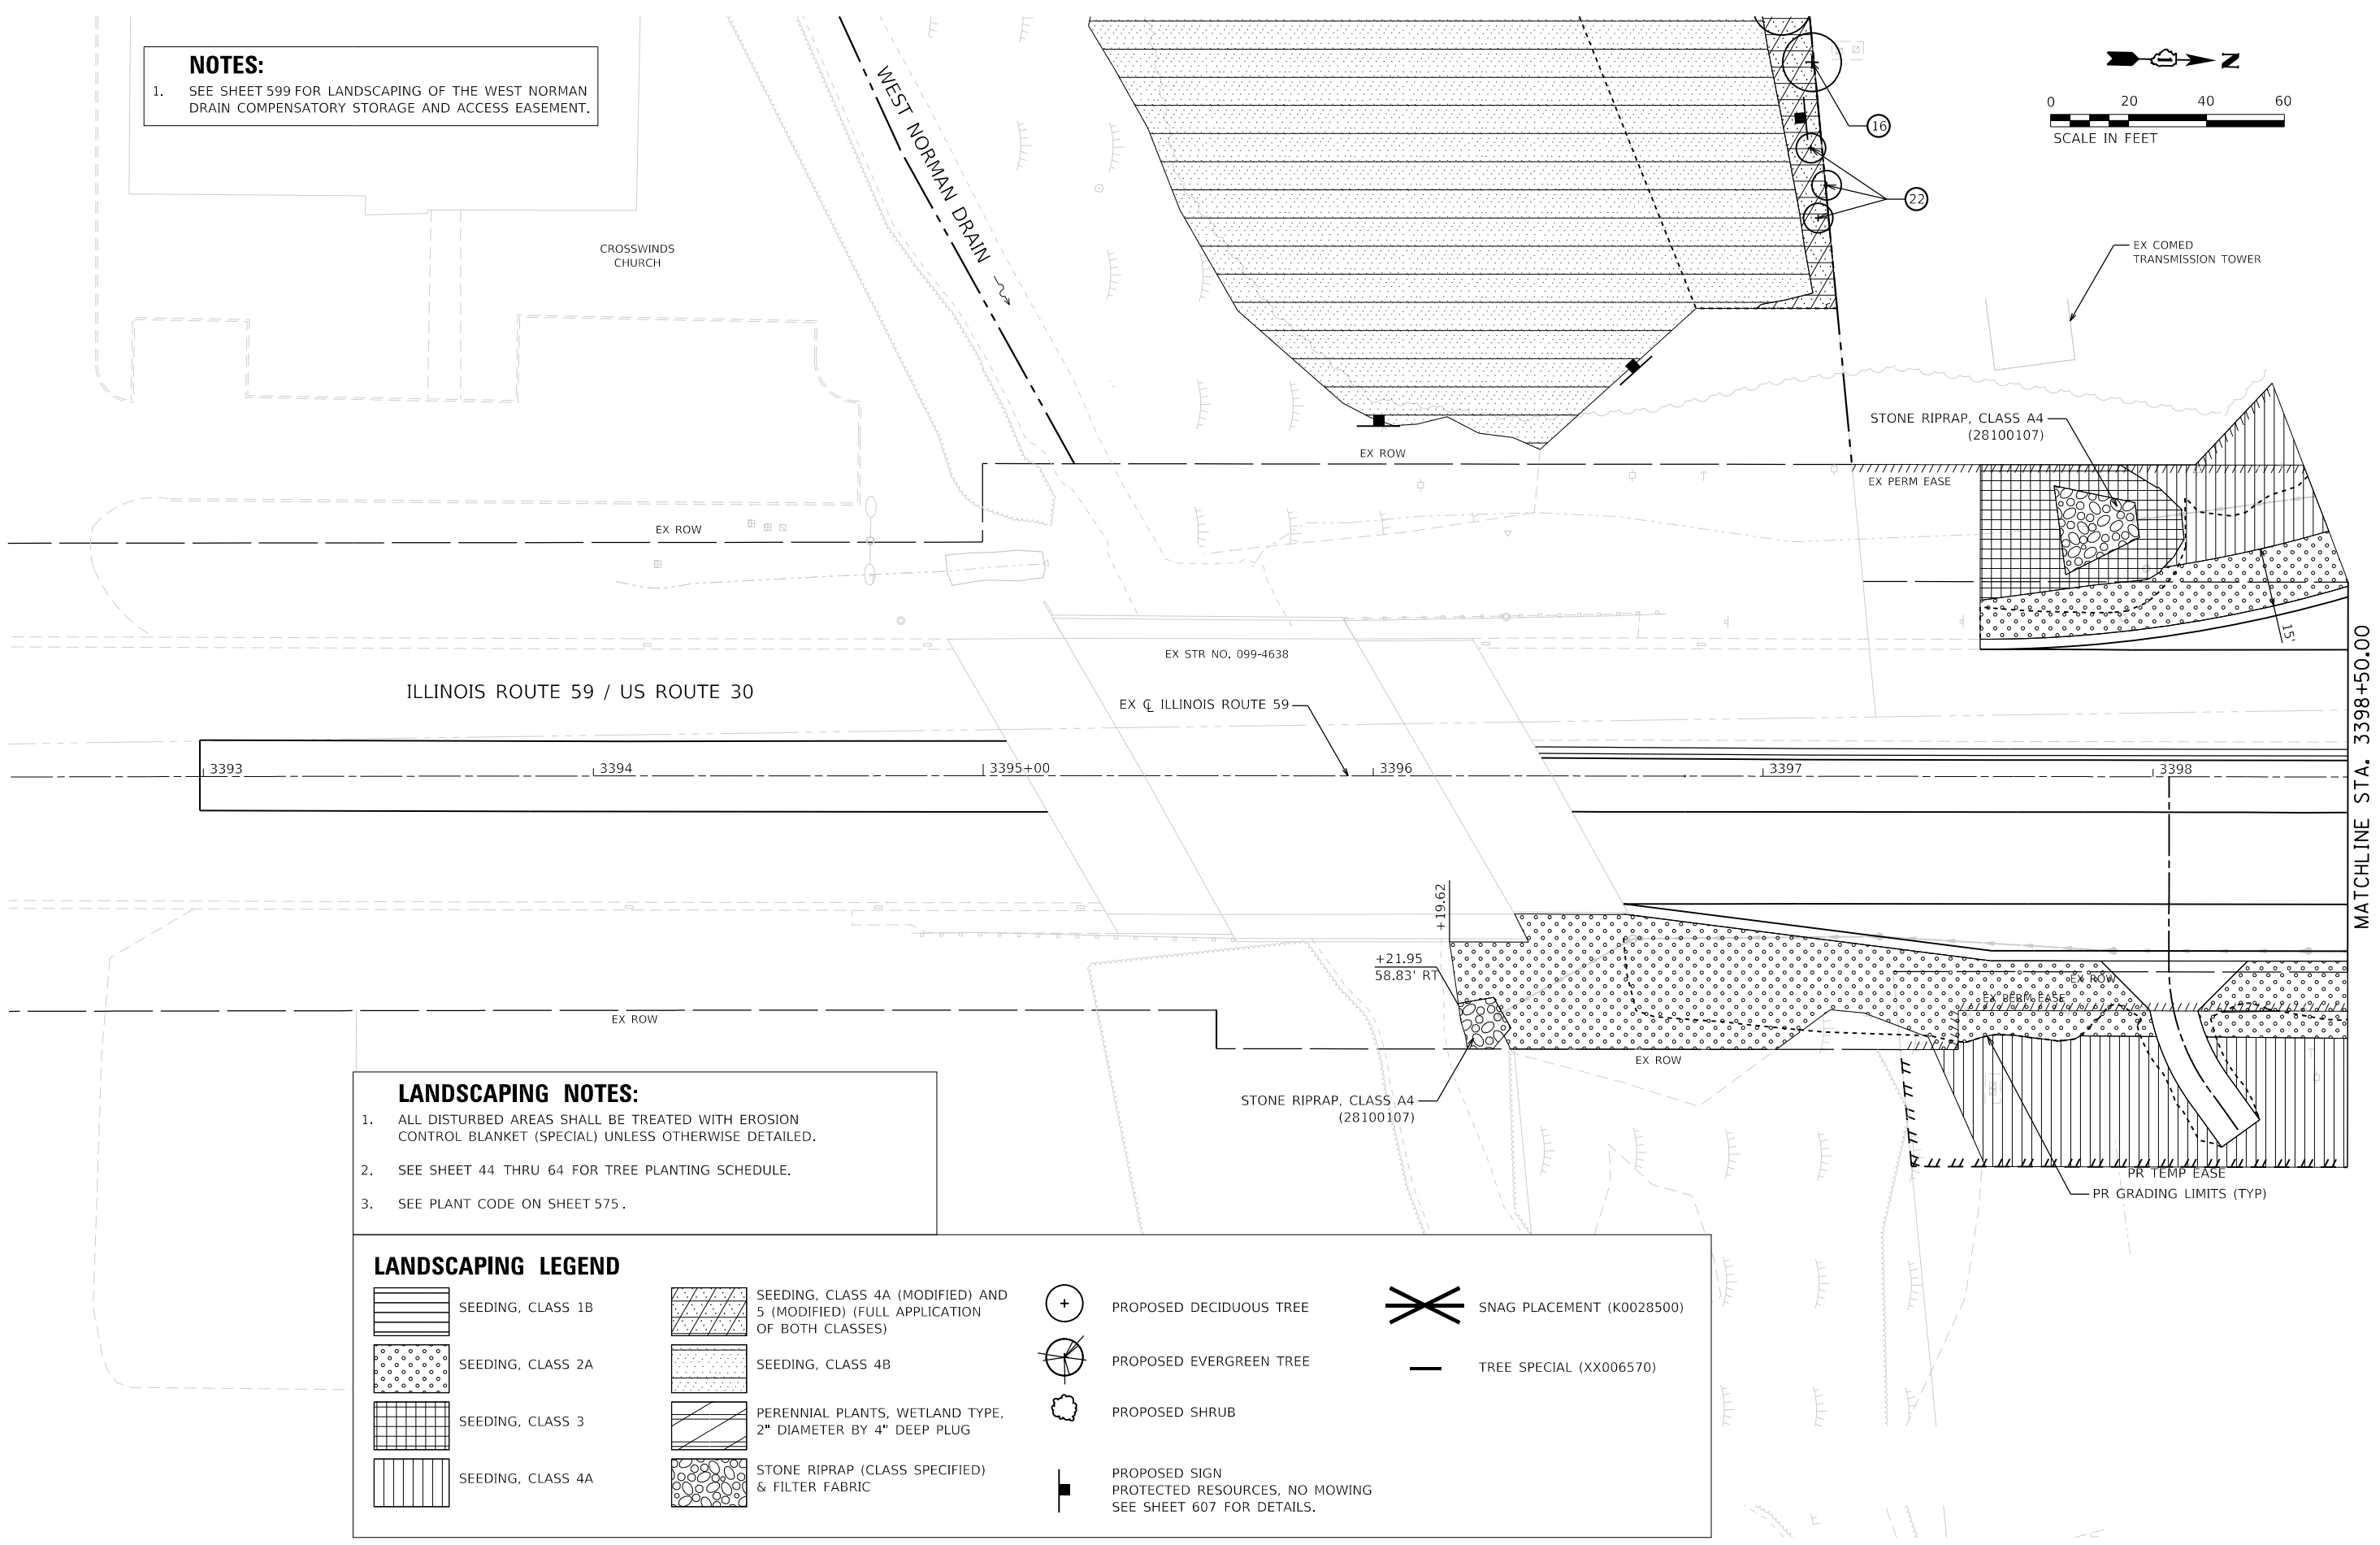 NOTES:
1. SEE SHEET 599 FOR LANDSCAPING OF THE WEST NORMAN
DRAIN COMPENSATORY STORAGE AND ACCESS EASEMENT.
WEST NORMAN DRAIN
16
22
N
0 20 40 60
SCALE IN FEET
CROSSWINDS
CHURCH
EX COMED
TRANSMISSION TOWER
STONE RIPRAP, CLASS A4
(28100107)
EX ROW
EX PERM EASE
EX ROW
15'
EX STR NO. 099-4638
ILLINOIS ROUTE 59 / US ROUTE 30
EX ℄ ILLINOIS ROUTE 59
MATCHLINE STA. 3398+50.00
3393
3394
3395+00
3396
3397
3398
+19.62
+21.95
58.83' RT
EX ROW
EX PERM EASE
EX ROW
EX ROW
STONE RIPRAP, CLASS A4
(28100107)
PR TEMP EASE
PR GRADING LIMITS (TYP)
LANDSCAPING NOTES:
1. ALL DISTURBED AREAS SHALL BE TREATED WITH EROSION
CONTROL BLANKET (SPECIAL) UNLESS OTHERWISE DETAILED.
2. SEE SHEET 44 THRU 64 FOR TREE PLANTING SCHEDULE.
3. SEE PLANT CODE ON SHEET 575.
LANDSCAPING LEGEND
SEEDING, CLASS 1B
SEEDING, CLASS 2A
SEEDING, CLASS 3
SEEDING, CLASS 4A
SEEDING, CLASS 4A (MODIFIED) AND
5 (MODIFIED) (FULL APPLICATION
OF BOTH CLASSES)
SEEDING, CLASS 4B
PERENNIAL PLANTS, WETLAND TYPE,
2" DIAMETER BY 4" DEEP PLUG
STONE RIPRAP (CLASS SPECIFIED)
& FILTER FABRIC
PROPOSED DECIDUOUS TREE
PROPOSED EVERGREEN TREE
PROPOSED SHRUB
PROPOSED SIGN
PROTECTED RESOURCES, NO MOWING
SEE SHEET 607 FOR DETAILS.
SNAG PLACEMENT (K0028500)
TREE SPECIAL (XX006570)